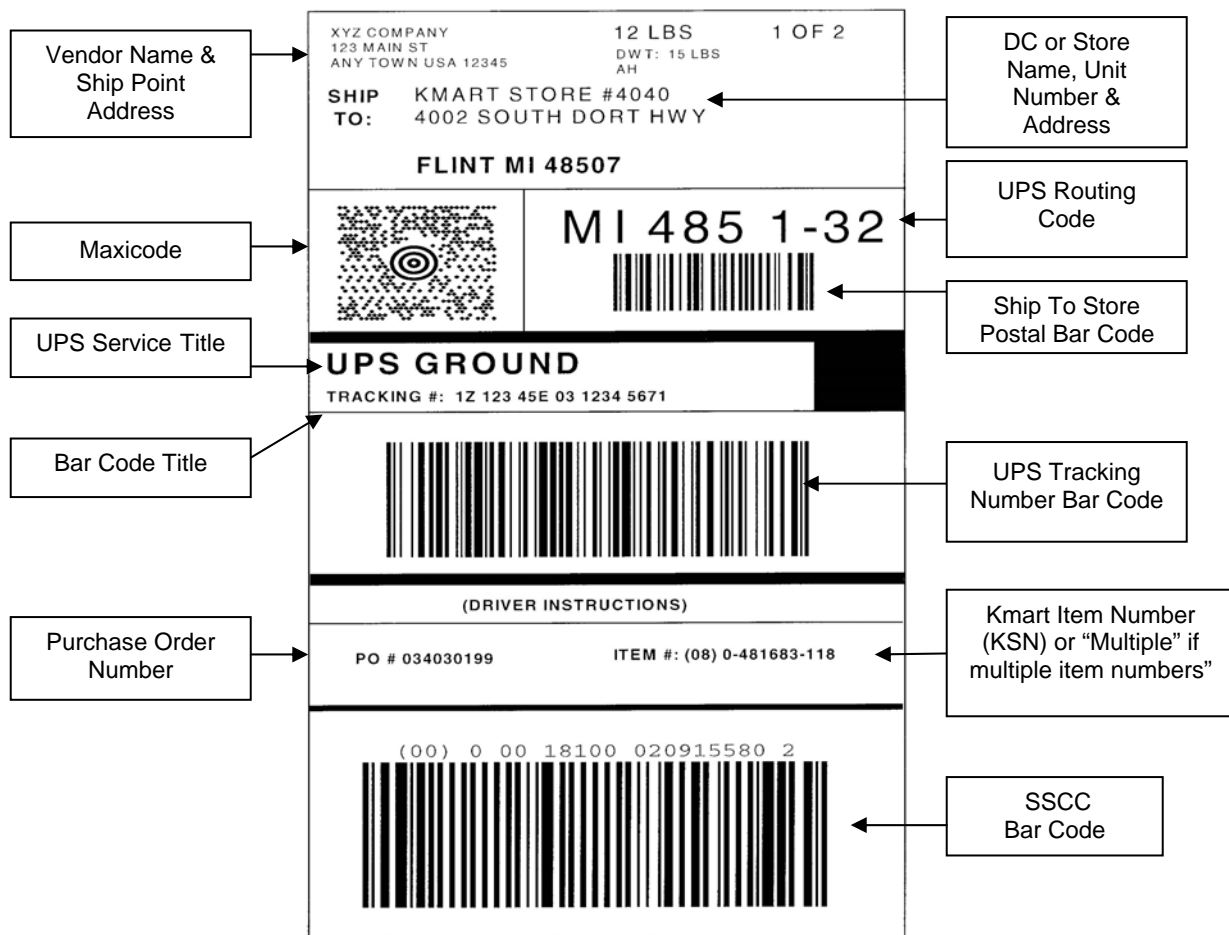 Vendor Name &
Ship Point
Address
Maxicode
UPS Service Title
Bar Code Title
Purchase Order
Number
XYZ COMPANY
123 MAIN ST
ANY TOWN USA 12345
12 LBS
1 OF 2
DWT: 15 LBS
AH
SHIP
TO:
KMART STORE #4040
4002 SOUTH DORT HWY
FLINT MI 48507
MI 485 1-32
UPS GROUND
TRACKING #: 1Z 123 45E 03 1234 5671
(DRIVER INSTRUCTIONS)
PO # 034030199
ITEM #: (08) 0-481683-118
(00) 0 00 18100 020915580 2
DC or Store
Name, Unit
Number &
Address
UPS Routing
Code
Ship To Store
Postal Bar Code
UPS Tracking
Number Bar Code
Kmart Item Number
(KSN) or “Multiple” if
multiple item numbers”
SSCC
Bar Code